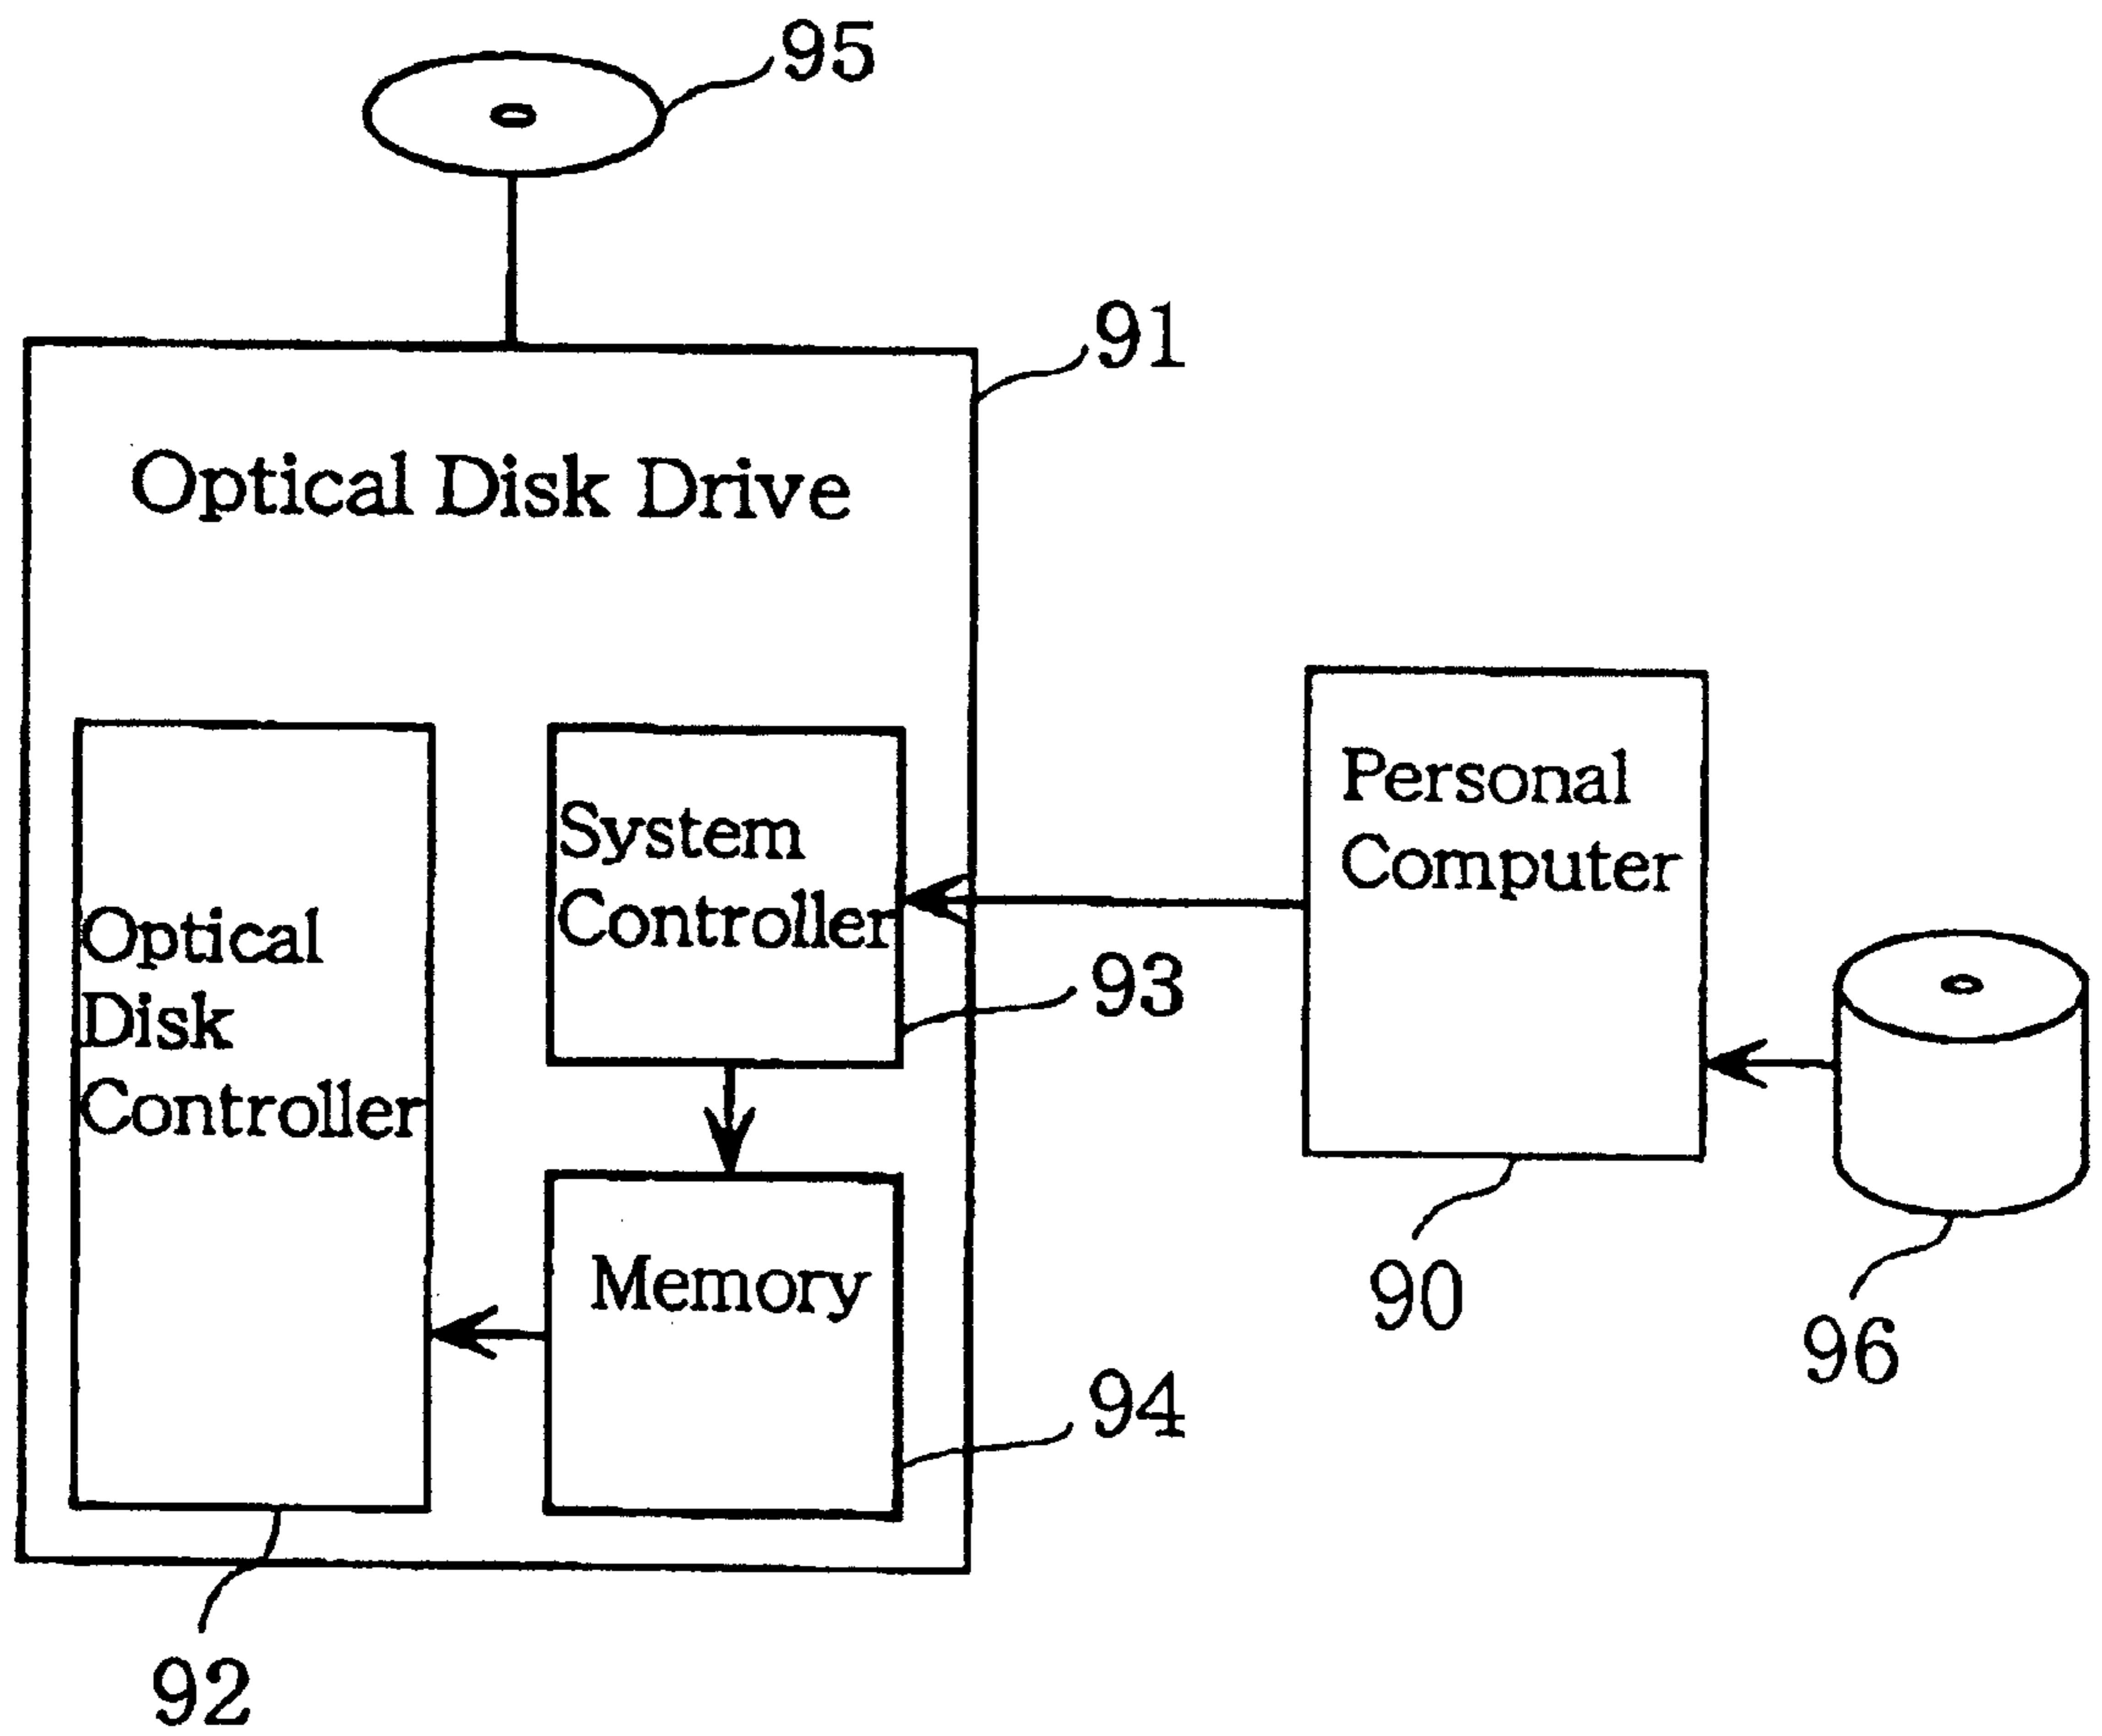 95
91
Optical Disk Drive
Personal
Computer
System
Controller
Optical
Disk
Controller
93
Memory
90
96
94
92